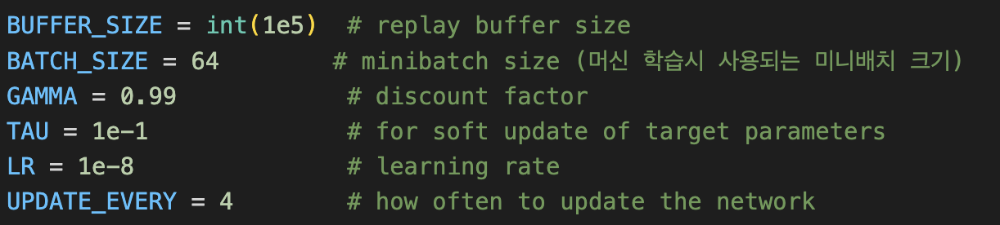 BUFFER_SIZE = int(1e5)  # replay buffer size
BATCH_SIZE = 64        # minibatch size (머신 학습시 사용되는 미니배치 크기)
GAMMA = 0.99            # discount factor
TAU = 1e-1              # for soft update of target parameters
LR = 1e-8               # learning rate
UPDATE_EVERY = 4        # how often to update the network